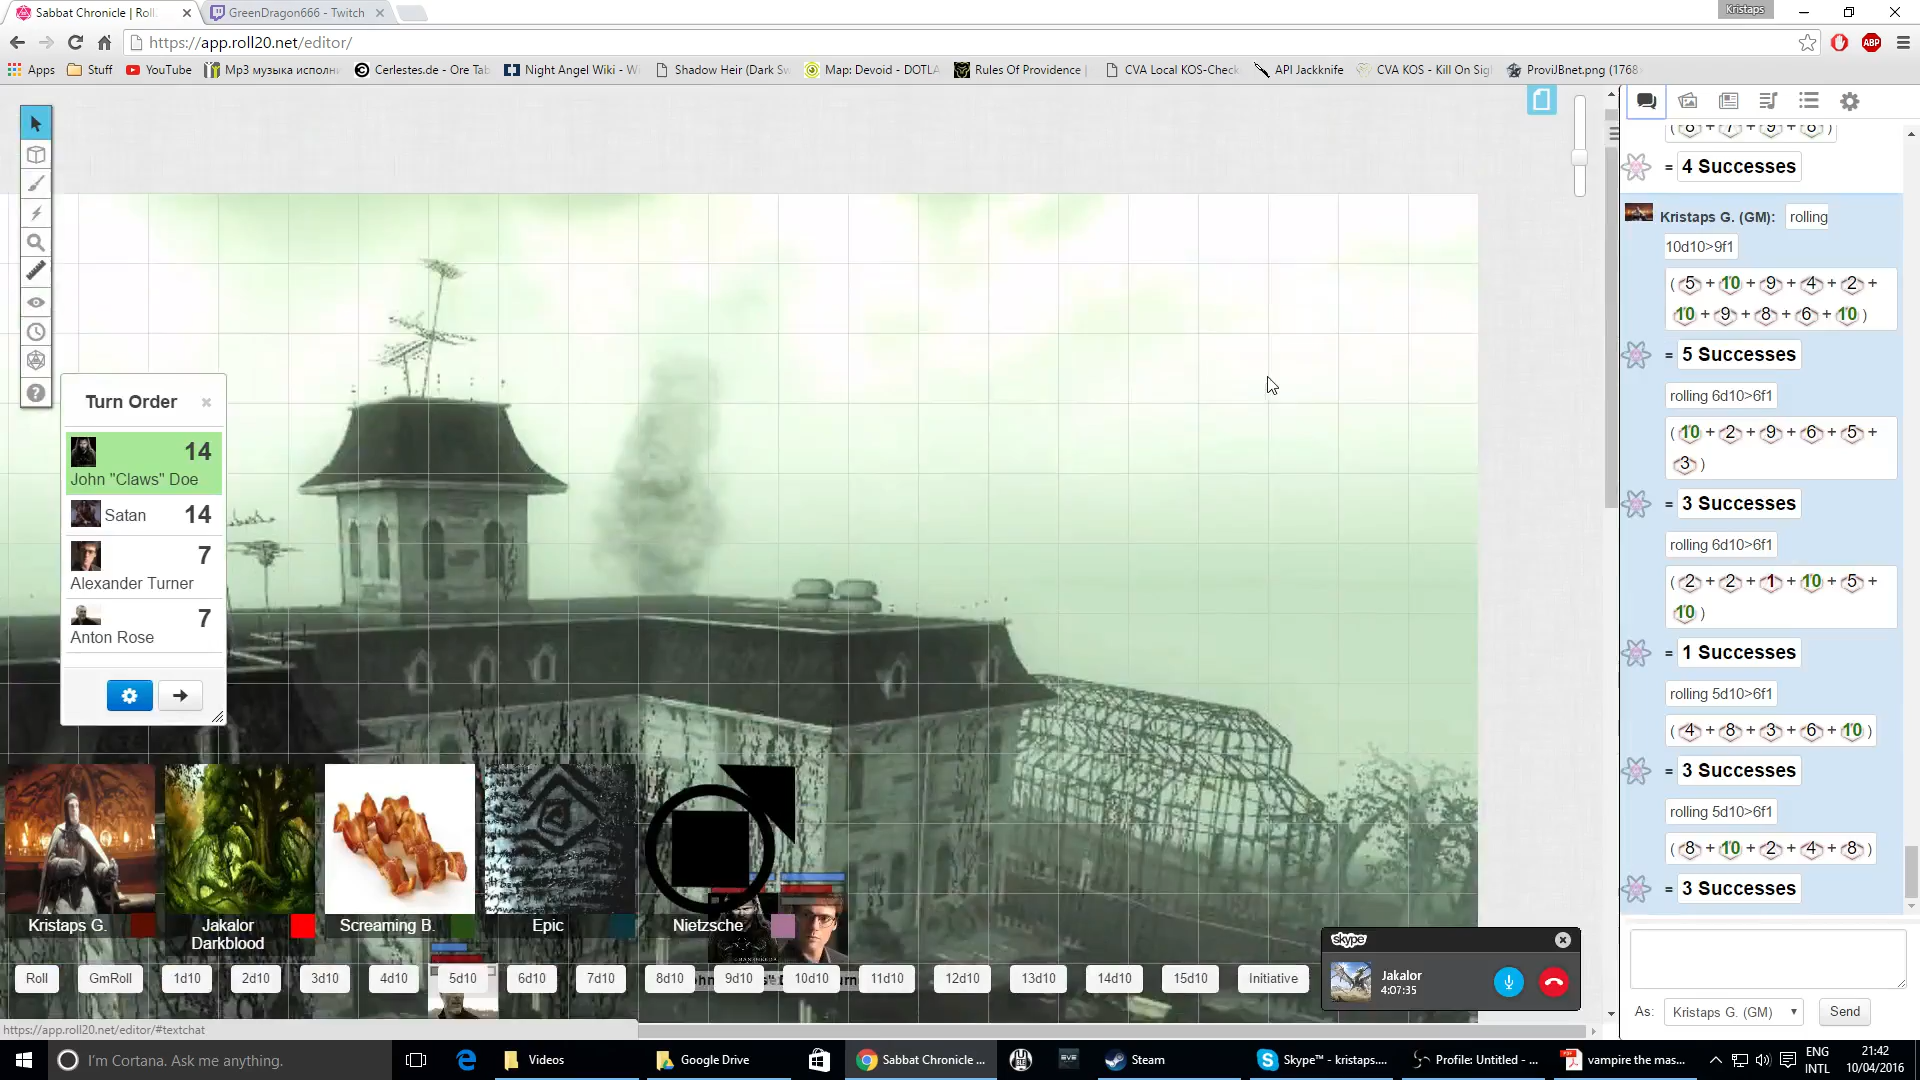 Sabbat Chronicle | Roll
GreenDragon666 - Twitch
Kristaps
https://app.roll20.net/editor/
Apps
Stuff
YouTube
Mp3 музыка исполни
Cerlestes.de - Ore Tab
Night Angel Wiki - Wi
Shadow Heir (Dark Sw
Map: Devoid - DOTLA
Rules Of Providence |
CVA Local KOS-Check
API Jackknife
CVA KOS - Kill On Sigh
ProviJBnet.png (1768×
ABP
(8 + 7 + 9 + 8)
= 4 Successes
Kristaps G. (GM): rolling
10d10>9f1
(5 + 10 + 9 + 4 + 2 +
10 + 9 + 8 + 6 + 10)
= 5 Successes
rolling 6d10>6f1
(10 + 2 + 9 + 6 + 5 +
3)
= 3 Successes
rolling 6d10>6f1
(2 + 2 + 1 + 10 + 5 +
10)
= 1 Successes
rolling 5d10>6f1
(4 + 8 + 3 + 6 + 10)
= 3 Successes
rolling 5d10>6f1
(8 + 10 + 2 + 4 + 8)
= 3 Successes
As: Kristaps G. (GM)
Send
Turn Order ×
14
John "Claws" Doe
Satan 14
7
Alexander Turner
7
Anton Rose
Kristaps G.
Jakalor
Darkblood
Screaming B.
Epic
Nietzsche
Roll
GmRoll
1d10
2d10
3d10
4d10
5d10
6d10
7d10
8d10
9d10
10d10
11d10
12d10
13d10
14d10
15d10
Initiative
skype
Jakalor
4:07:35
https://app.roll20.net/editor/#textchat
I'm Cortana. Ask me anything.
Videos
Google Drive
Sabbat Chronicle ...
EVE
Steam
Skype™ - kristaps....
Profile: Untitled - ...
vampire the mas...
ENG
INTL
21:42
10/04/2016